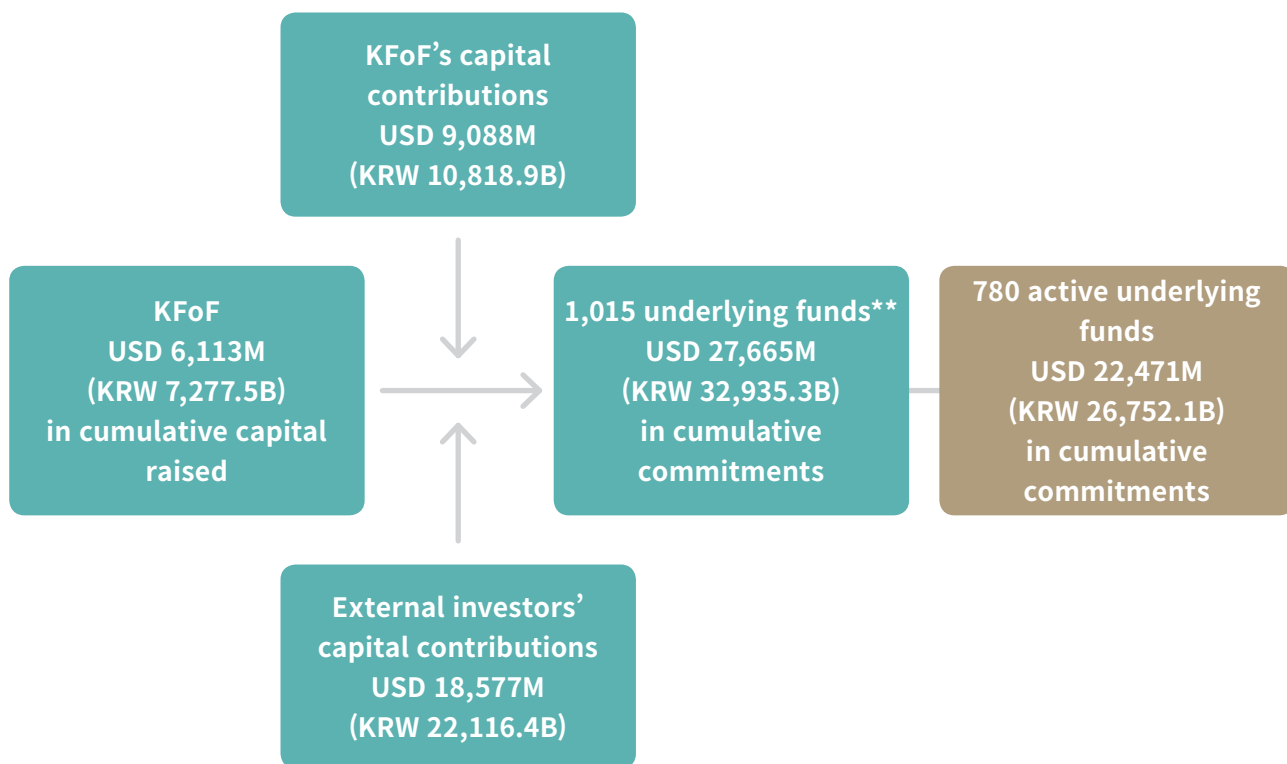 KFoF’s capital
contributions
USD 9,088M
(KRW 10,818.9B)
KFoF
USD 6,113M
(KRW 7,277.5B)
in cumulative capital
raised
1,015 underlying funds**
USD 27,665M
(KRW 32,935.3B)
in cumulative
commitments
780 active underlying
funds
USD 22,471M
(KRW 26,752.1B)
in cumulative
commitments
External investors’
capital contributions
USD 18,577M
(KRW 22,116.4B)